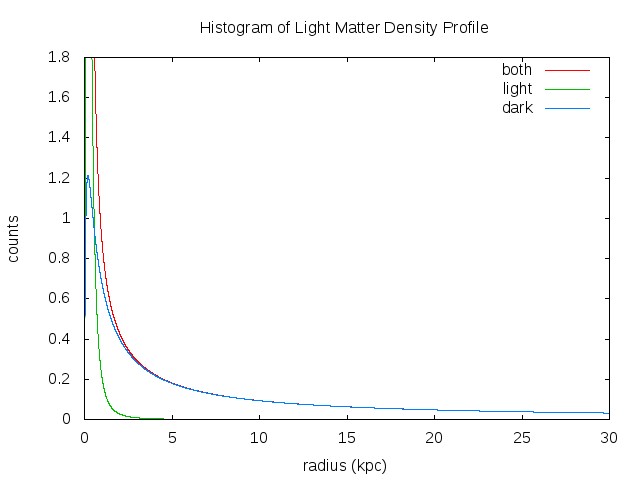 Histogram of Light Matter Density Profile
both
light
dark
counts
1.8
1.6
1.4
1.2
1
0.8
0.6
0.4
0.2
0
0 5 10 15 20 25 30
radius (kpc)